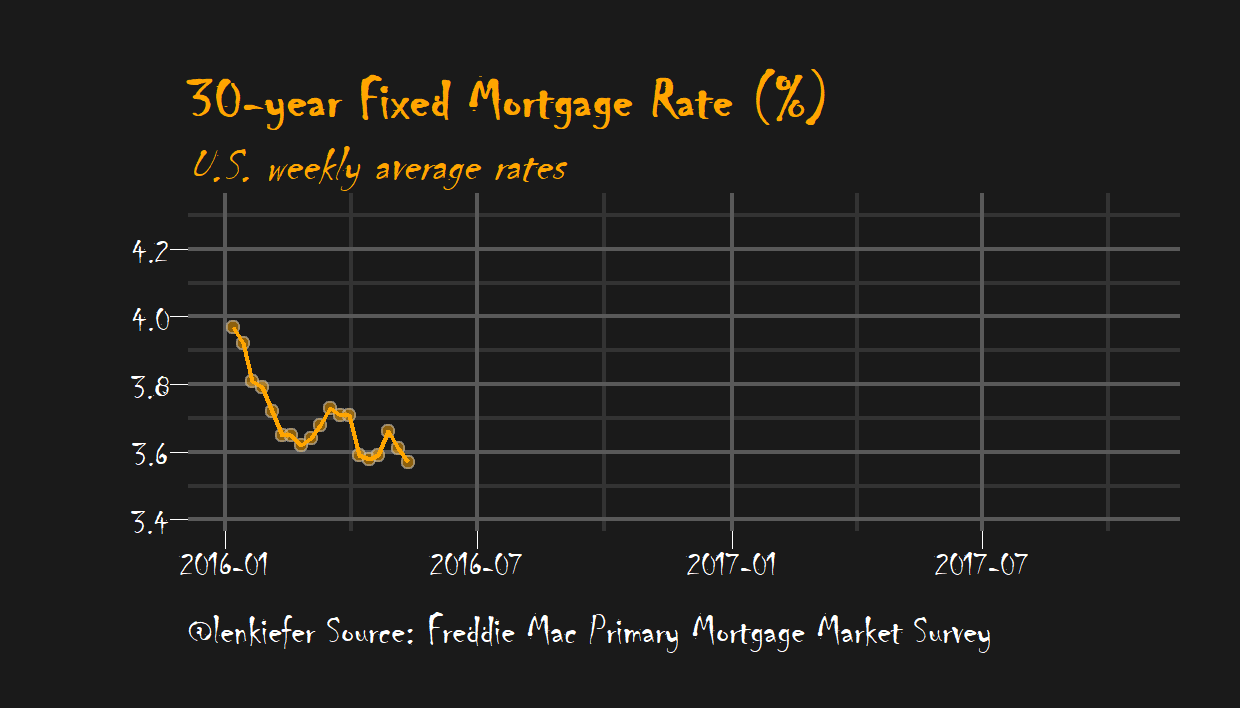 30-year Fixed Mortgage Rate (%)
U.S. weekly average rates
4.2
4.0
3.8
3.6
3.4
2016-01 2016-07 2017-01 2017-07
@lenkiefer Source: Freddie Mac Primary Mortgage Market Survey